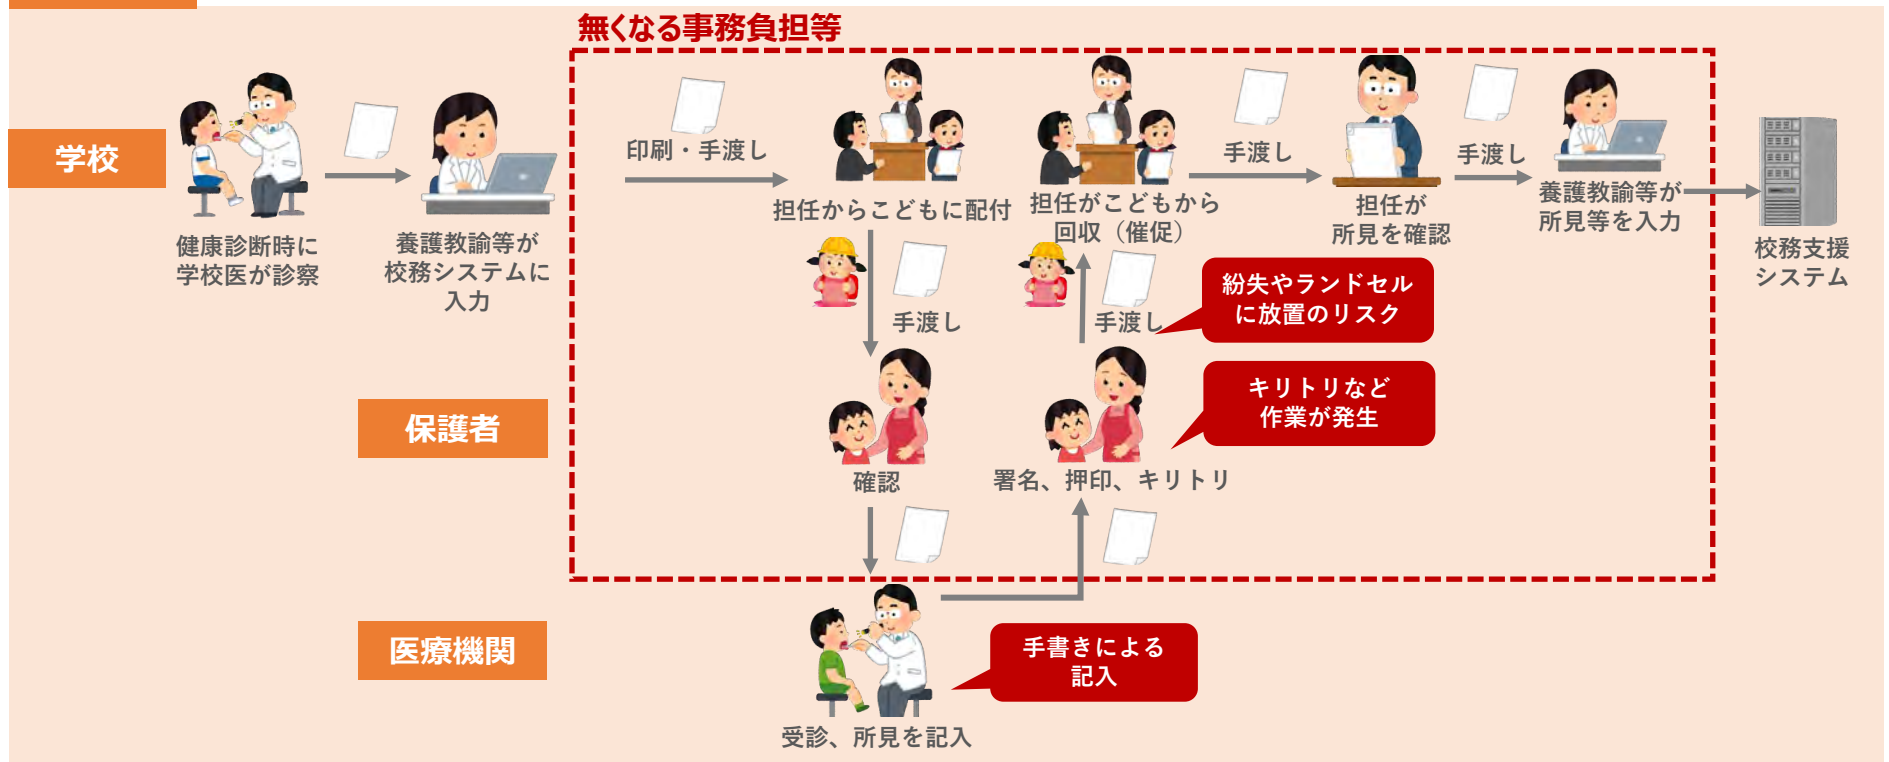 無くなる事務負担等
学校
健康診断時に
学校医が診察
養護教諭等が
校務システムに
入力
印刷・手渡し
担任からこどもに配付
手渡し
確認
担任がこどもから
回収（催促）
手渡し
署名、押印、キリトリ
手渡し
担任が
所見を確認
手渡し
養護教諭等が
所見等を入力
校務支援
システム
紛失やランドセル
に放置のリスク
キリトリなど
作業が発生
保護者
医療機関
手書きによる
記入
受診、所見を記入